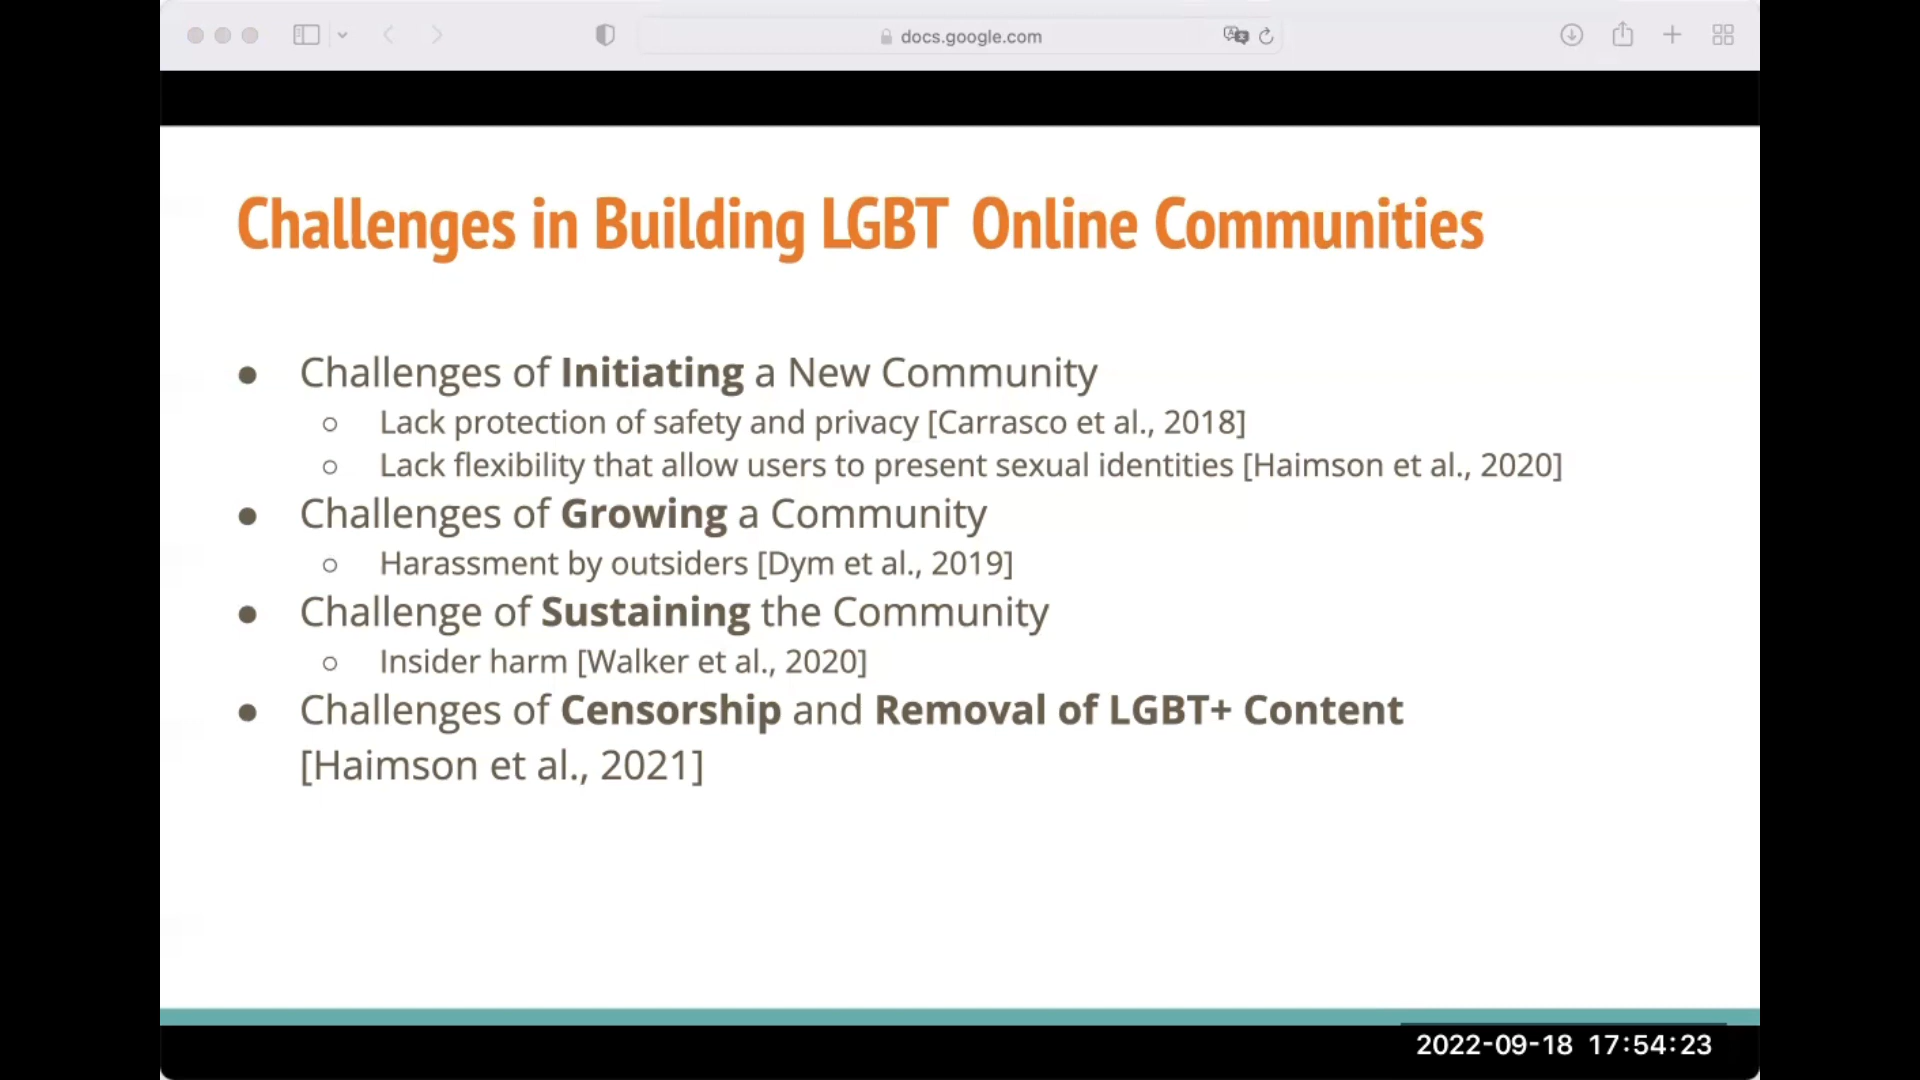 docs.google.com
Challenges in Building LGBT Online Communities
● Challenges of Initiating a New Community
○ Lack protection of safety and privacy [Carrasco et al., 2018]
○ Lack flexibility that allow users to present sexual identities [Haimson et al., 2020]
● Challenges of Growing a Community
○ Harassment by outsiders [Dym et al., 2019]
● Challenge of Sustaining the Community
○ Insider harm [Walker et al., 2020]
● Challenges of Censorship and Removal of LGBT+ Content
[Haimson et al., 2021]
2022-09-18 17:54:23